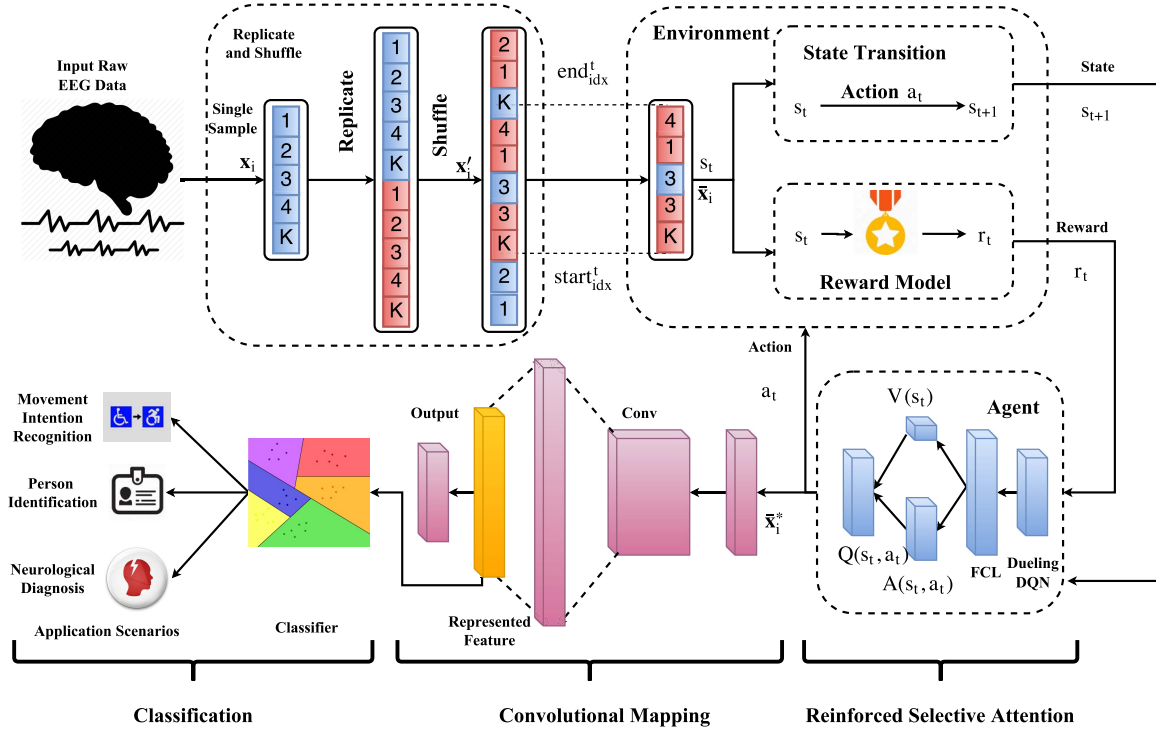 Input Raw
EEG Data
Replicate
and Shuffle
Single
Sample
x_i
1
2
3
4
K
Replicate
1
2
3
4
K
1
2
3
4
K
Shuffle
x′_i
2
1
K
4
1
3
3
K
2
1
end^t_idx
start^t_idx
Environment
4
1
3
3
K
s_t
x̄_i
State Transition
Action a_t
s_t
s_{t+1}
s_t
r_t
Reward Model
State
s_{t+1}
Reward
r_t
Action
a_t
Agent
V(s_t)
Q(s_t, a_t)
A(s_t, a_t)
FCL
Dueling
DQN
x̄*_i
Conv
Output
Represented
Feature
Movement
Intention
Recognition
Person
Identification
Neurological
Diagnosis
Application Scenarios
Classifier
Classification
Convolutional Mapping
Reinforced Selective Attention